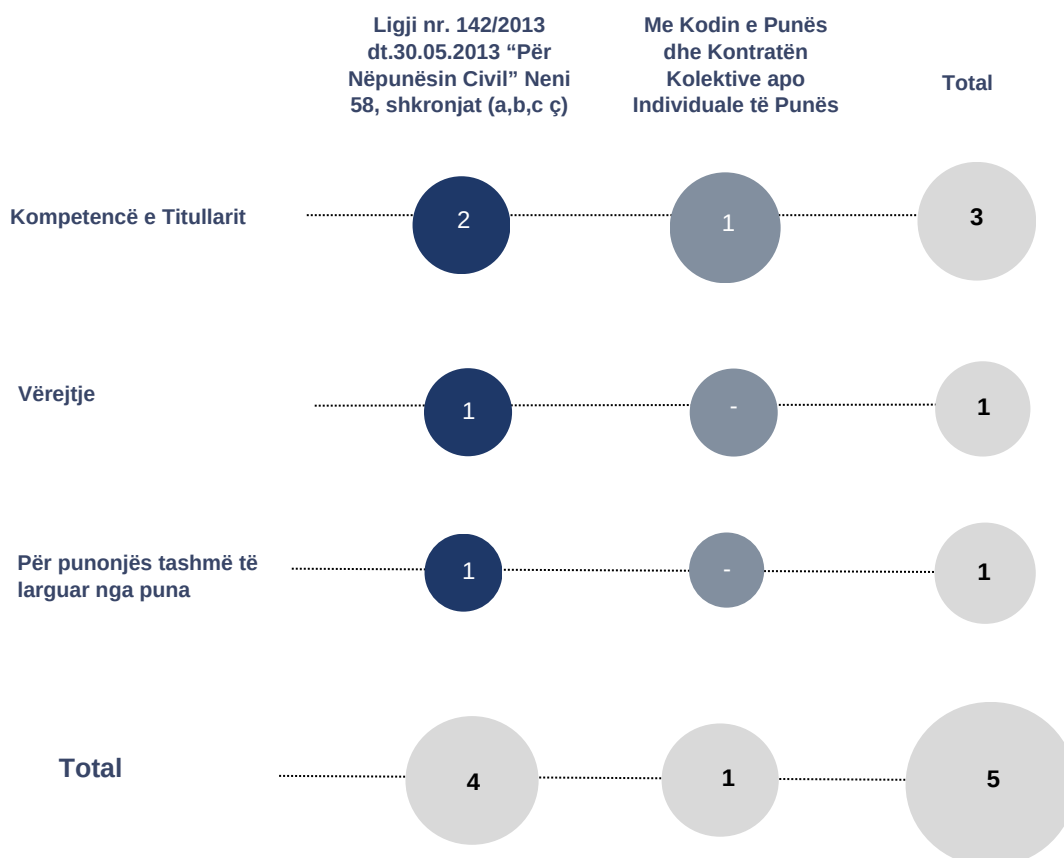 Ligji nr. 142/2013
dt.30.05.2013 “Për
Nëpunësin Civil” Neni
58, shkronjat (a,b,c ç)
Me Kodin e Punës
dhe Kontratën
Kolektive apo
Individuale të Punës
Total
Kompetencë e Titullarit
2
1
3
Vërejtje
1
-
1
Për punonjës tashmë të
larguar nga puna
1
-
1
Total
4
1
5